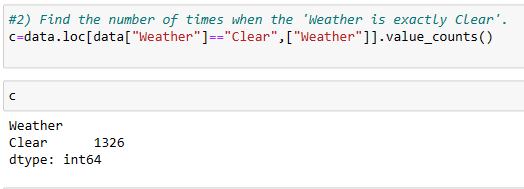 #2) Find the number of times when the 'Weather is exactly Clear'.
c=data.loc[data["Weather"]=="Clear",["Weather"]].value_counts()
c
Weather
Clear      1326
dtype: int64